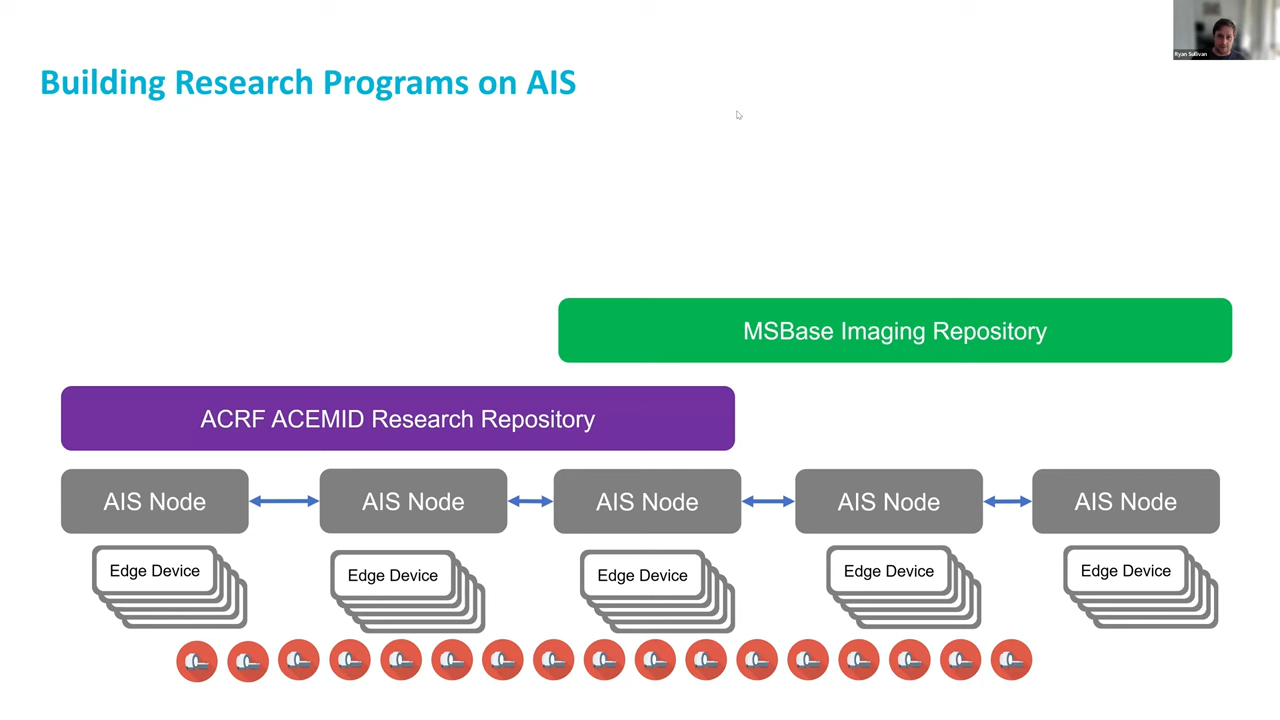 Ryan Sullivan
Building Research Programs on AIS
MSBase Imaging Repository
ACRF ACEMID Research Repository
AIS Node
AIS Node
AIS Node
AIS Node
AIS Node
Edge Device
Edge Device
Edge Device
Edge Device
Edge Device